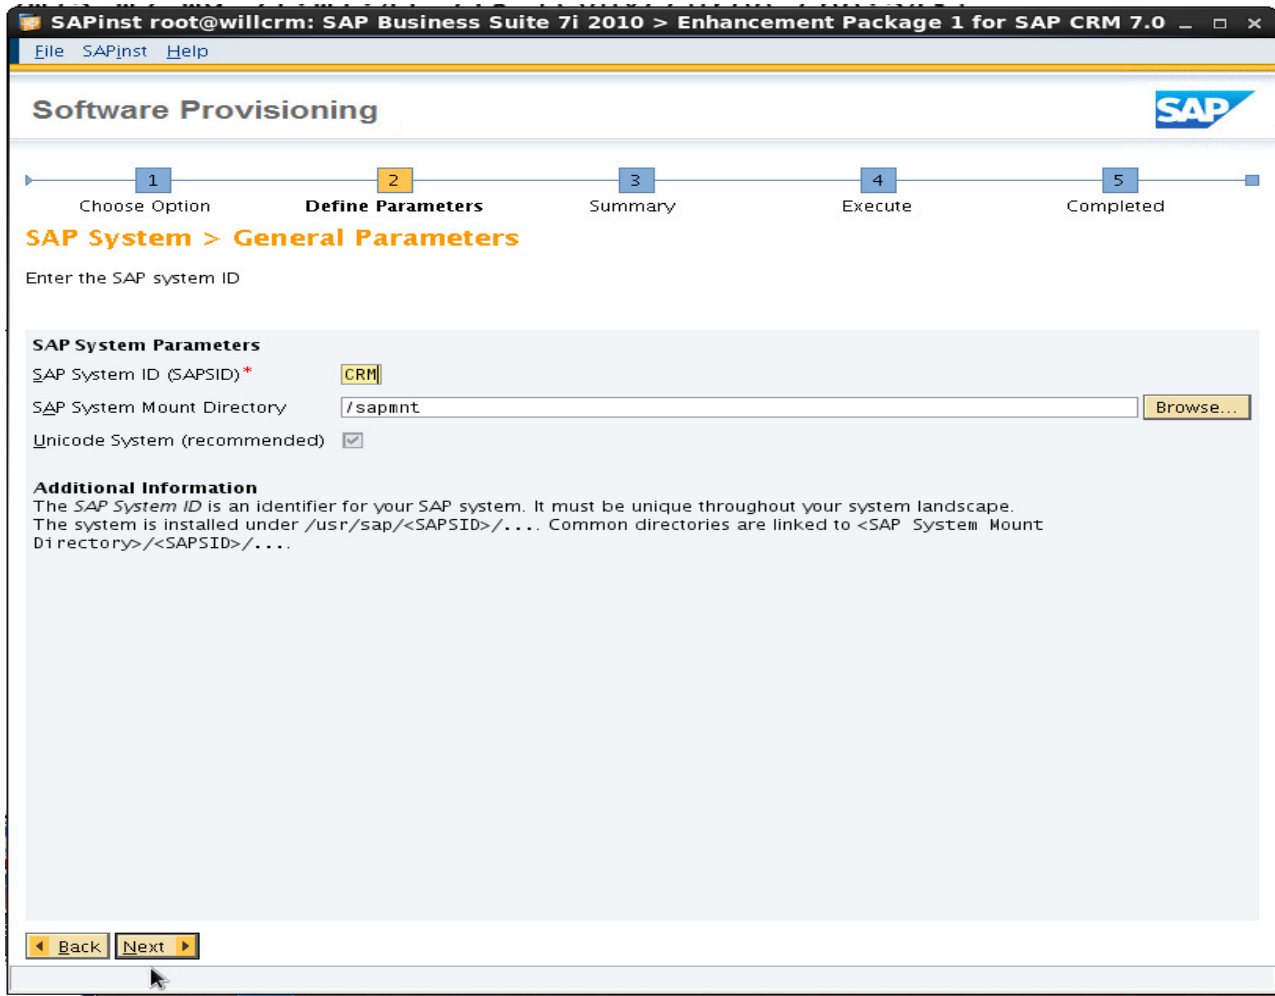 SAPinst root@willcrm: SAP Business Suite 7i 2010 > Enhancement Package 1 for SAP CRM 7.0
File SAPinst Help
Software Provisioning
SAP
1 2 3 4 5
Choose Option Define Parameters Summary Execute Completed
SAP System > General Parameters
Enter the SAP system ID
SAP System Parameters
SAP System ID (SAPSID)* CRM
SAP System Mount Directory /sapmnt Browse...
Unicode System (recommended)
Additional Information
The SAP System ID is an identifier for your SAP system. It must be unique throughout your system landscape.
The system is installed under /usr/sap/<SAPSID>/.... Common directories are linked to <SAP System Mount
Directory>/<SAPSID>/....
Back Next